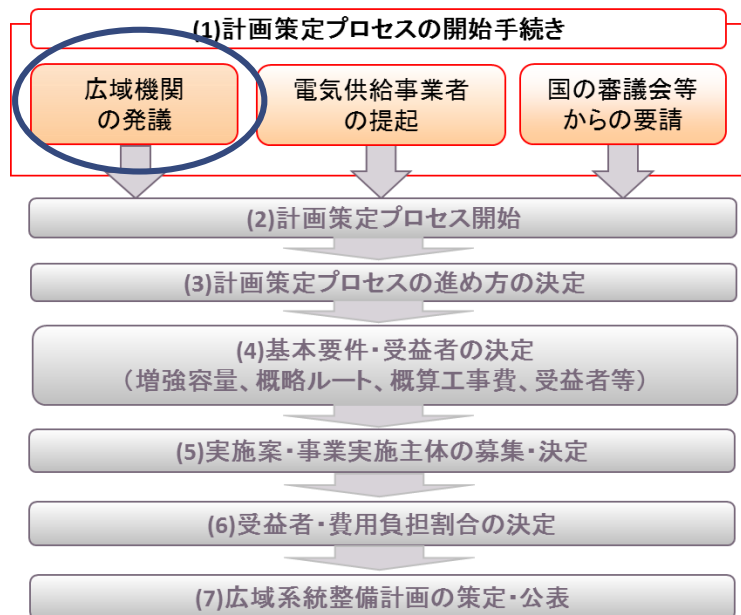 (1)計画策定プロセスの開始手続き
広域機関
の発議
電気供給事業者
の提起
国の審議会等
からの要請
(2)計画策定プロセス開始
(3)計画策定プロセスの進め方の決定
(4)基本要件・受益者の決定
(増強容量、概略ルート、概算工事費、受益者等)
(5)実施案・事業実施主体の募集・決定
(6)受益者・費用負担割合の決定
(7)広域系統整備計画の策定・公表